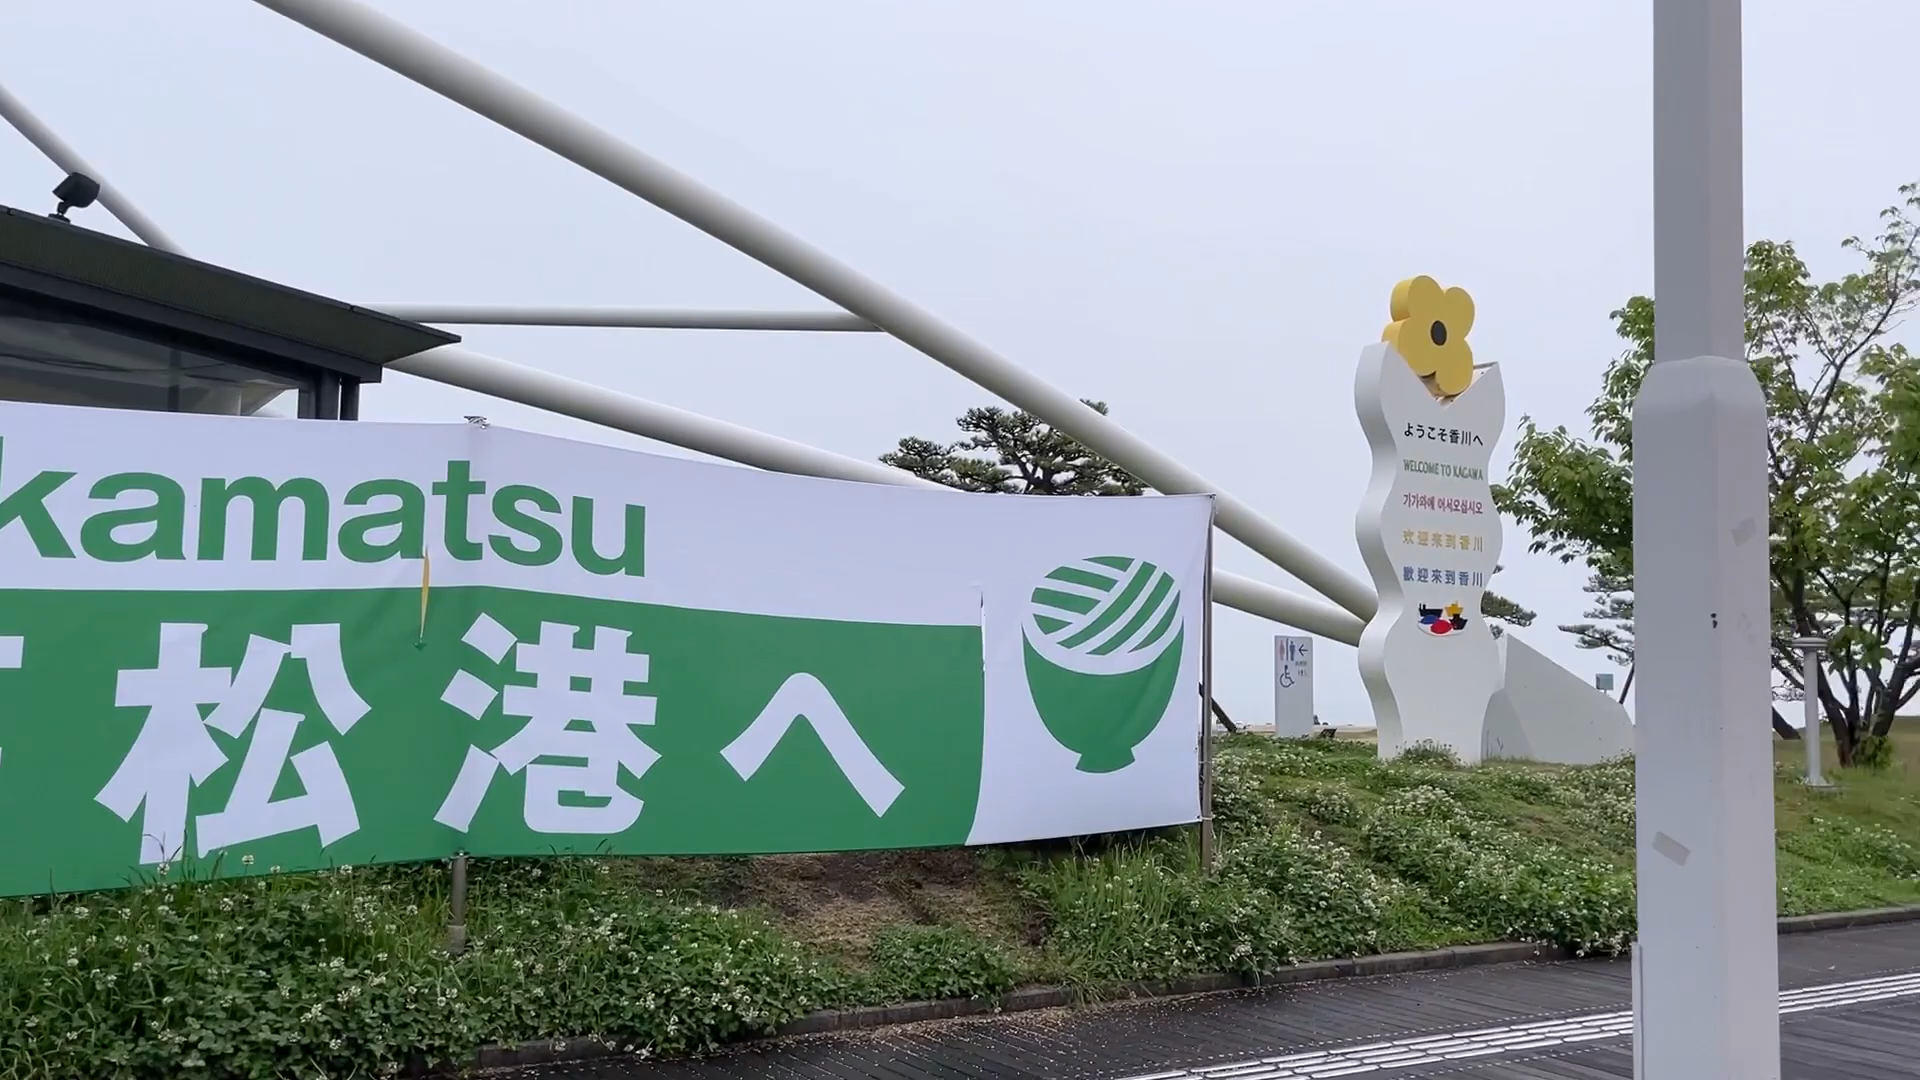 kamatsu
松港へ
ようこそ香川へ
WELCOME TO KAGAWA
가가와에 어서오십시오
欢迎来到香川
歡迎來到香川